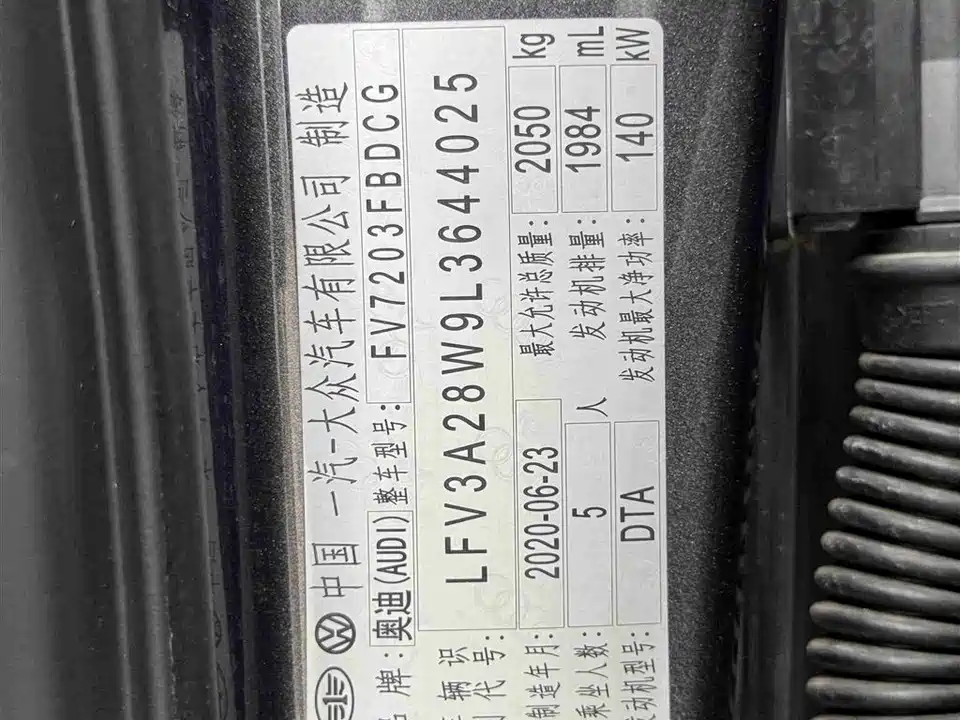 中国 一汽-大众汽车有限公司 制造
牌: 奥迪(AUDI) 整车型号: FV7203FBDCG
辆识代号: LFV3A28W9L3644025
制造年月: 2020-06-23 最大允许总质量: 2050 kg
乘坐人数: 5 人 发动机排量: 1984 mL
发动机型号: DTA 发动机最大净功率: 140 kW